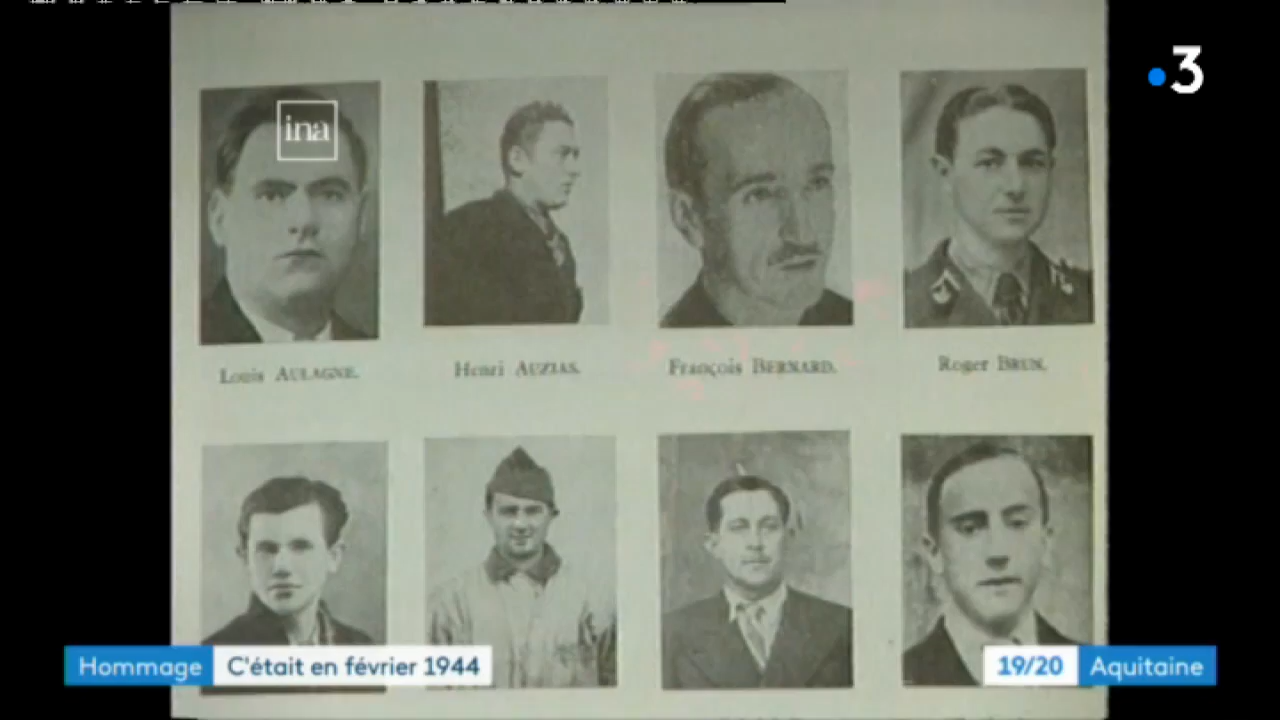 3
ina
Louis AULAGNE.
Henri AUZIAS.
François BERNARD.
Roger BRUN.
Hommage
C'était en février 1944
19/20
Aquitaine